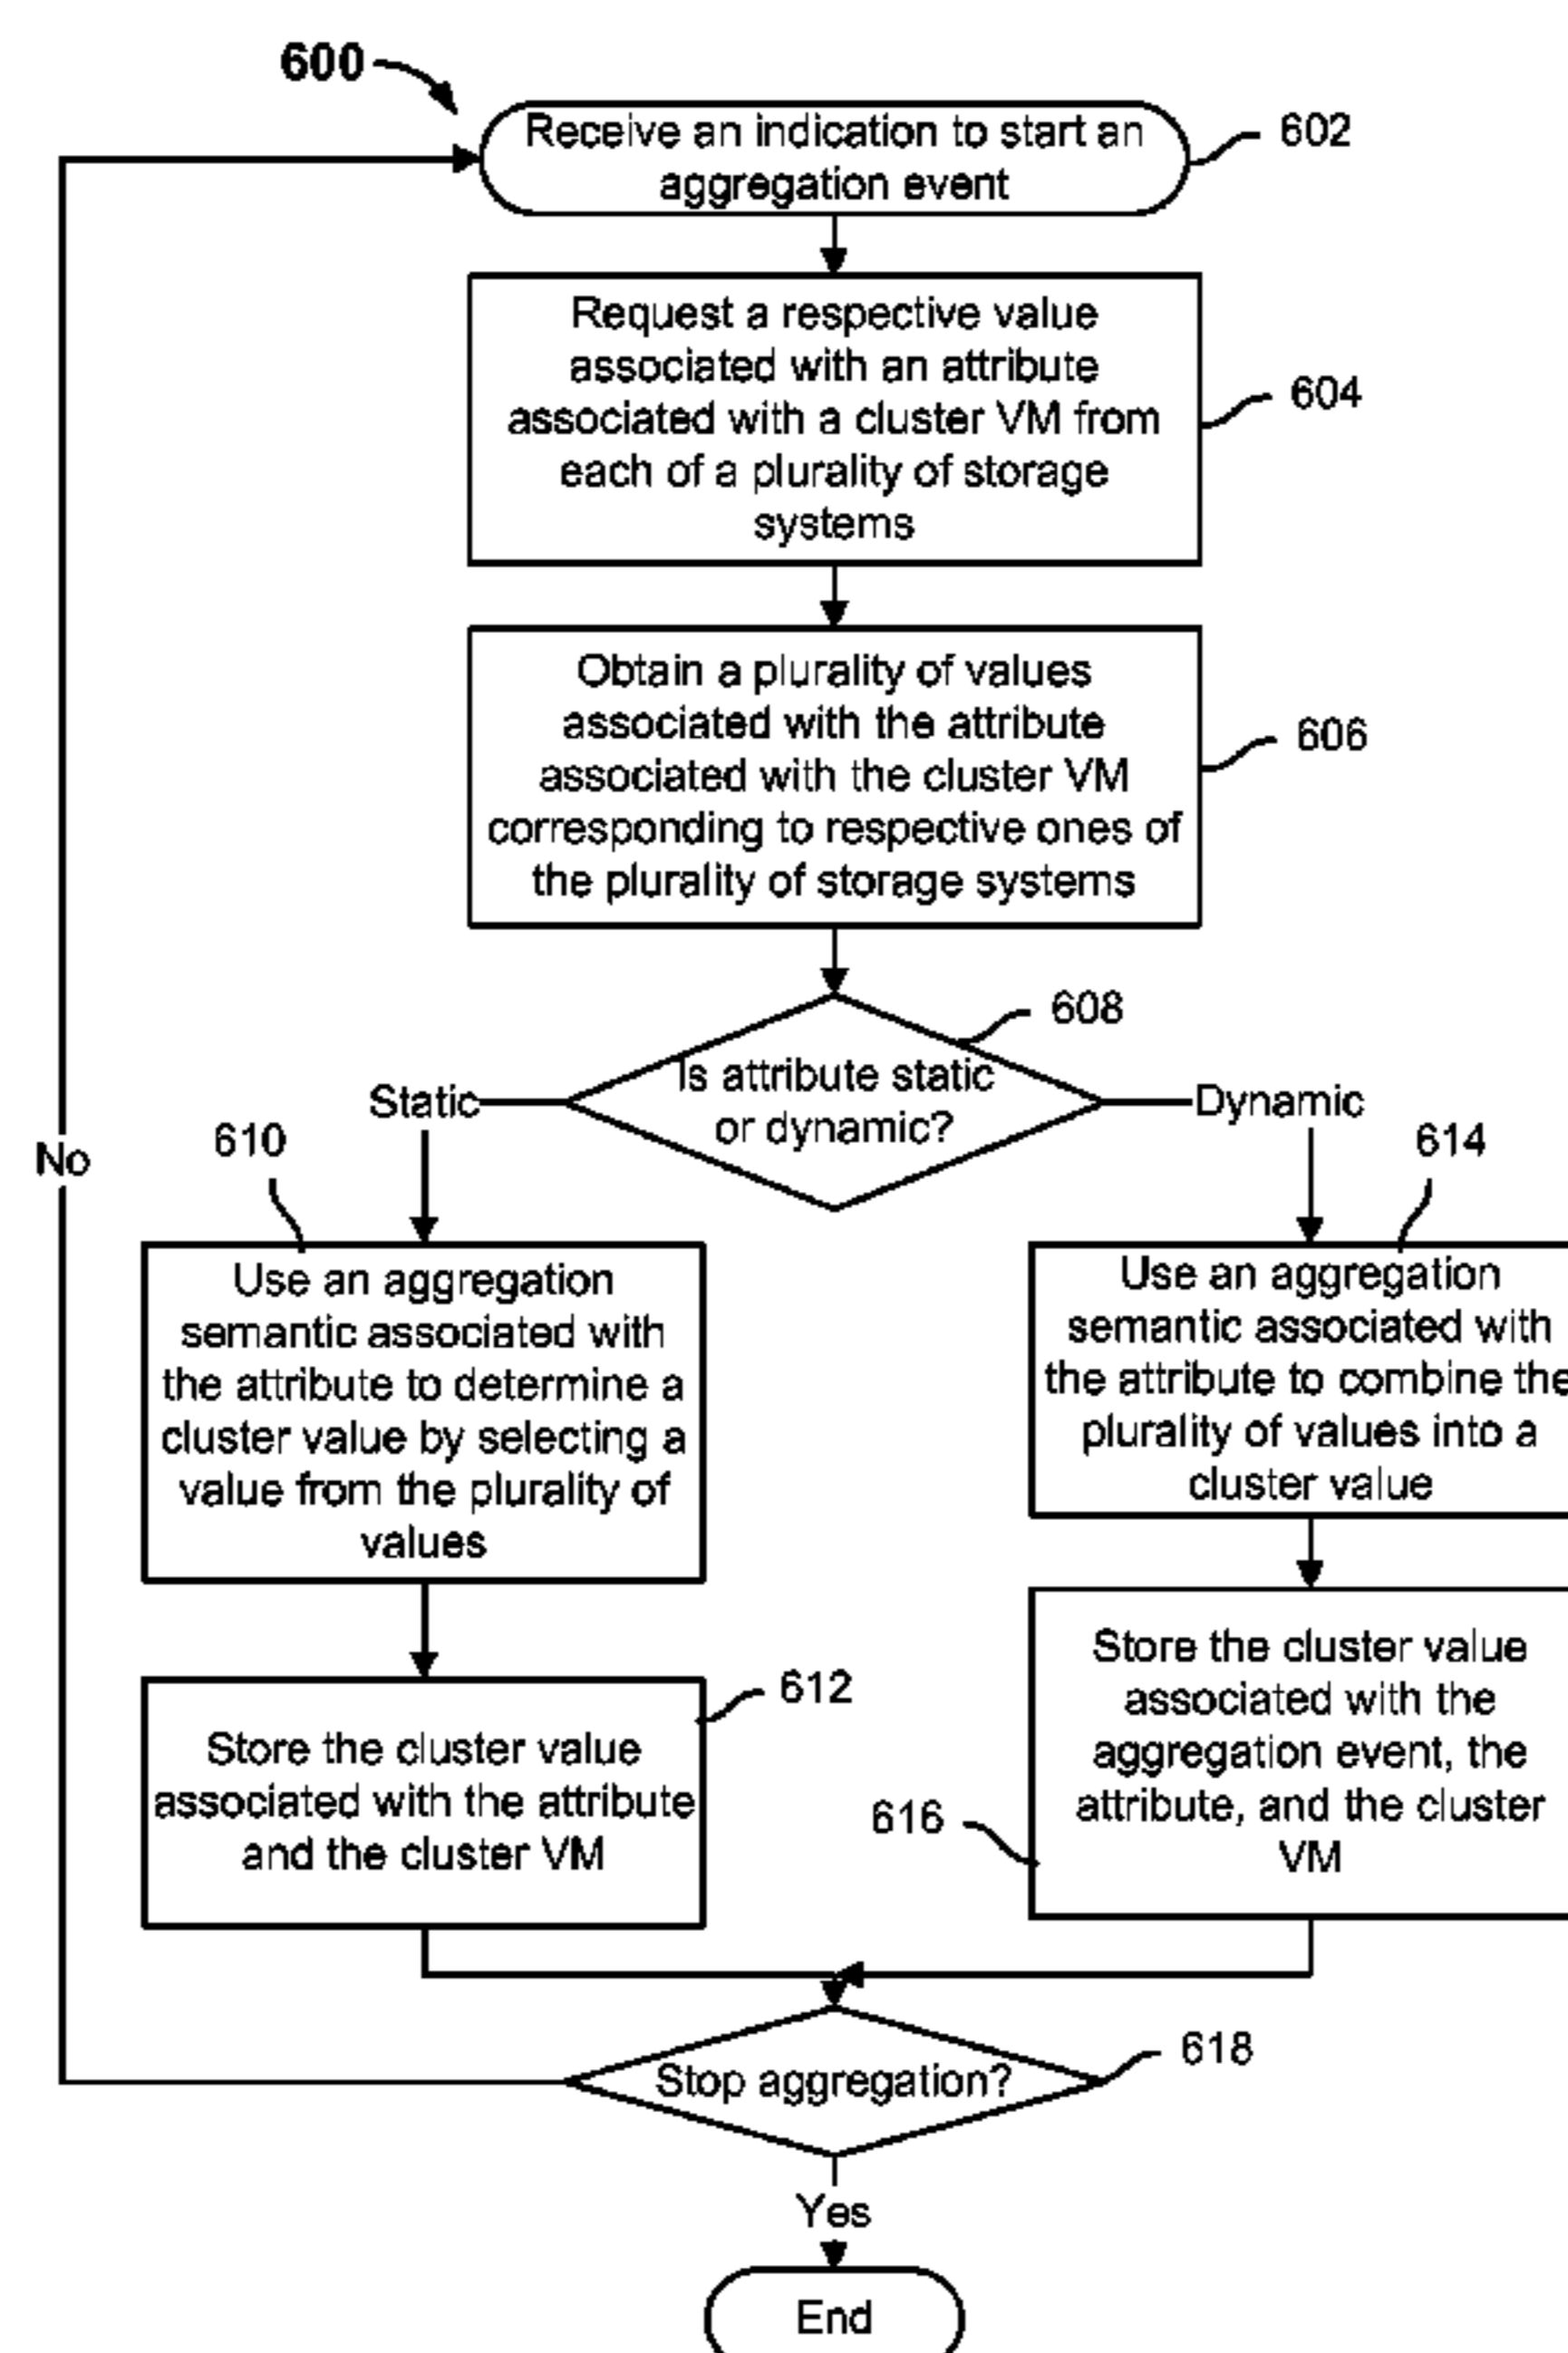 600
Receive an indication to start an
aggregation event
602
Request a respective value
associated with an attribute
associated with a cluster VM from
each of a plurality of storage
systems
604
Obtain a plurality of values
associated with the attribute
associated with the cluster VM
corresponding to respective ones of
the plurality of storage systems
606
608
Is attribute static
or dynamic?
Static
Dynamic
No
610
Use an aggregation
semantic associated with
the attribute to determine a
cluster value by selecting a
value from the plurality of
values
614
Use an aggregation
semantic associated with
the attribute to combine the
plurality of values into a
cluster value
612
Store the cluster value
associated with the attribute
and the cluster VM
616
Store the cluster value
associated with the
aggregation event, the
attribute, and the cluster
VM
618
Stop aggregation?
Yes
End